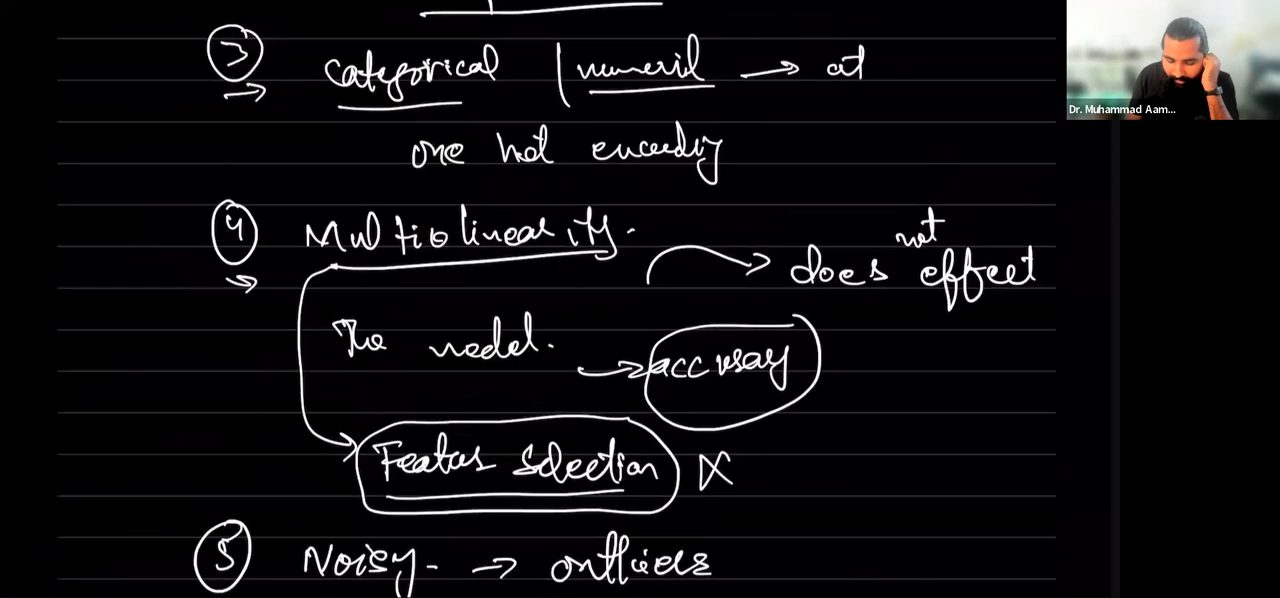 3 categorical | numeril → at
one hot encoding
4 Multiolinearity.
does not effect
The model.
→ accuray
Featus Selection X
5 Noisy → outliers
Dr. Muhammad Aam...